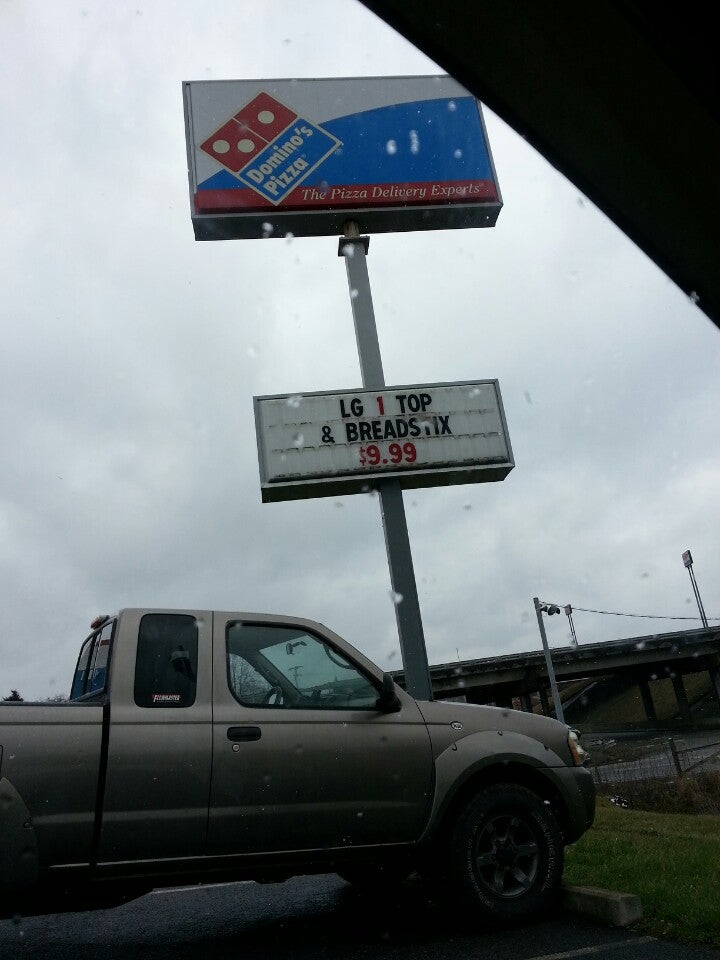 Domino's
Pizza
The Pizza Delivery Experts
LG 1 TOP
& BREADSTIX
$9.99